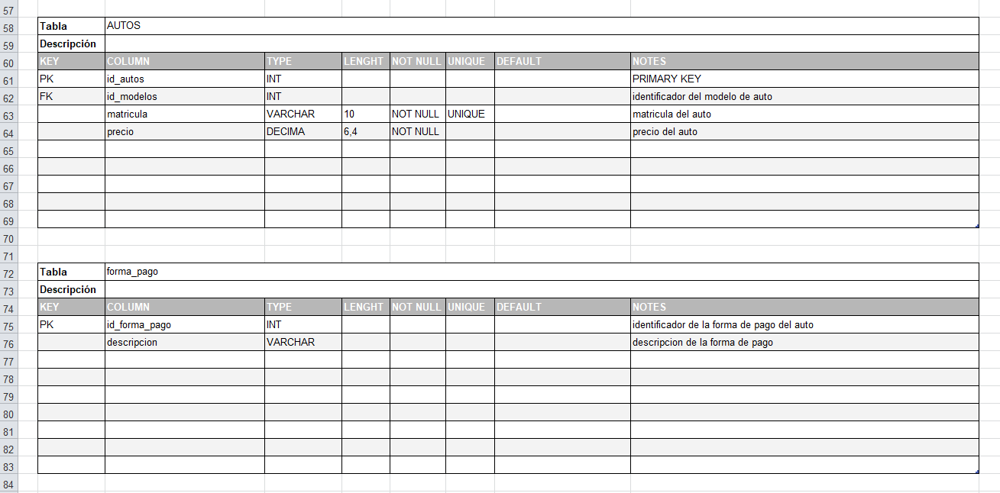 57
58 Tabla AUTOS
59 Descripción
60 KEY COLUMN TYPE LENGHT NOT NULL UNIQUE DEFAULT NOTES
61 PK id_autos INT PRIMARY KEY
62 FK id_modelos INT identificador del modelo de auto
63 matricula VARCHAR 10 NOT NULL UNIQUE matricula del auto
64 precio DECIMA 6,4 NOT NULL precio del auto
65
66
67
68
69
70
71
72 Tabla forma_pago
73 Descripción
74 KEY COLUMN TYPE LENGHT NOT NULL UNIQUE DEFAULT NOTES
75 PK id_forma_pago INT identificador de la forma de pago del auto
76 descripcion VARCHAR descripcion de la forma de pago
77
78
79
80
81
82
83
84